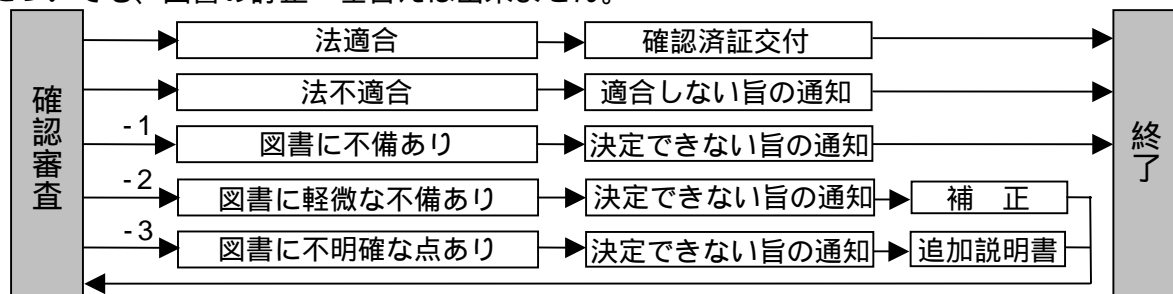 確認審査
法適合 確認済証交付
法不適合 適合しない旨の通知
-1 図書に不備あり 決定できない旨の通知
-2 図書に軽微な不備あり 決定できない旨の通知 補 正
-3 図書に不明確な点あり 決定できない旨の通知 追加説明書
終了